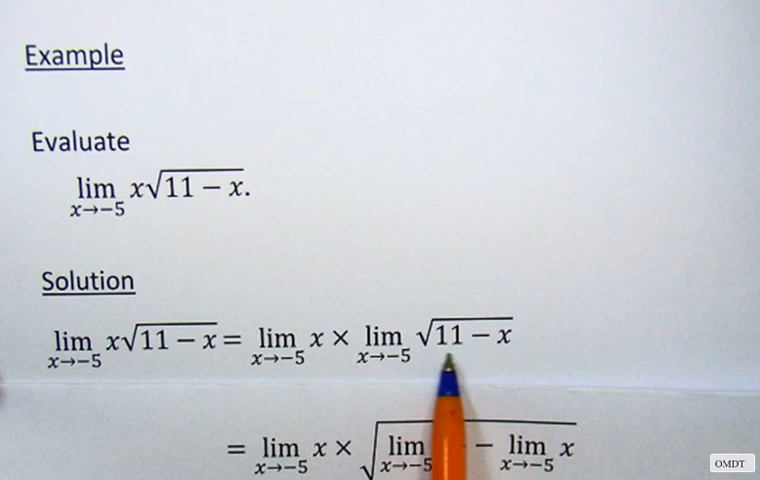 Example
Evaluate
lim x→−5 x√11 − x.
Solution
lim x→−5 x√11 − x = lim x→−5 x × lim x→−5 √11 − x
= lim x→−5 x × √lim x→−5 − lim x→−5 x
OMDT